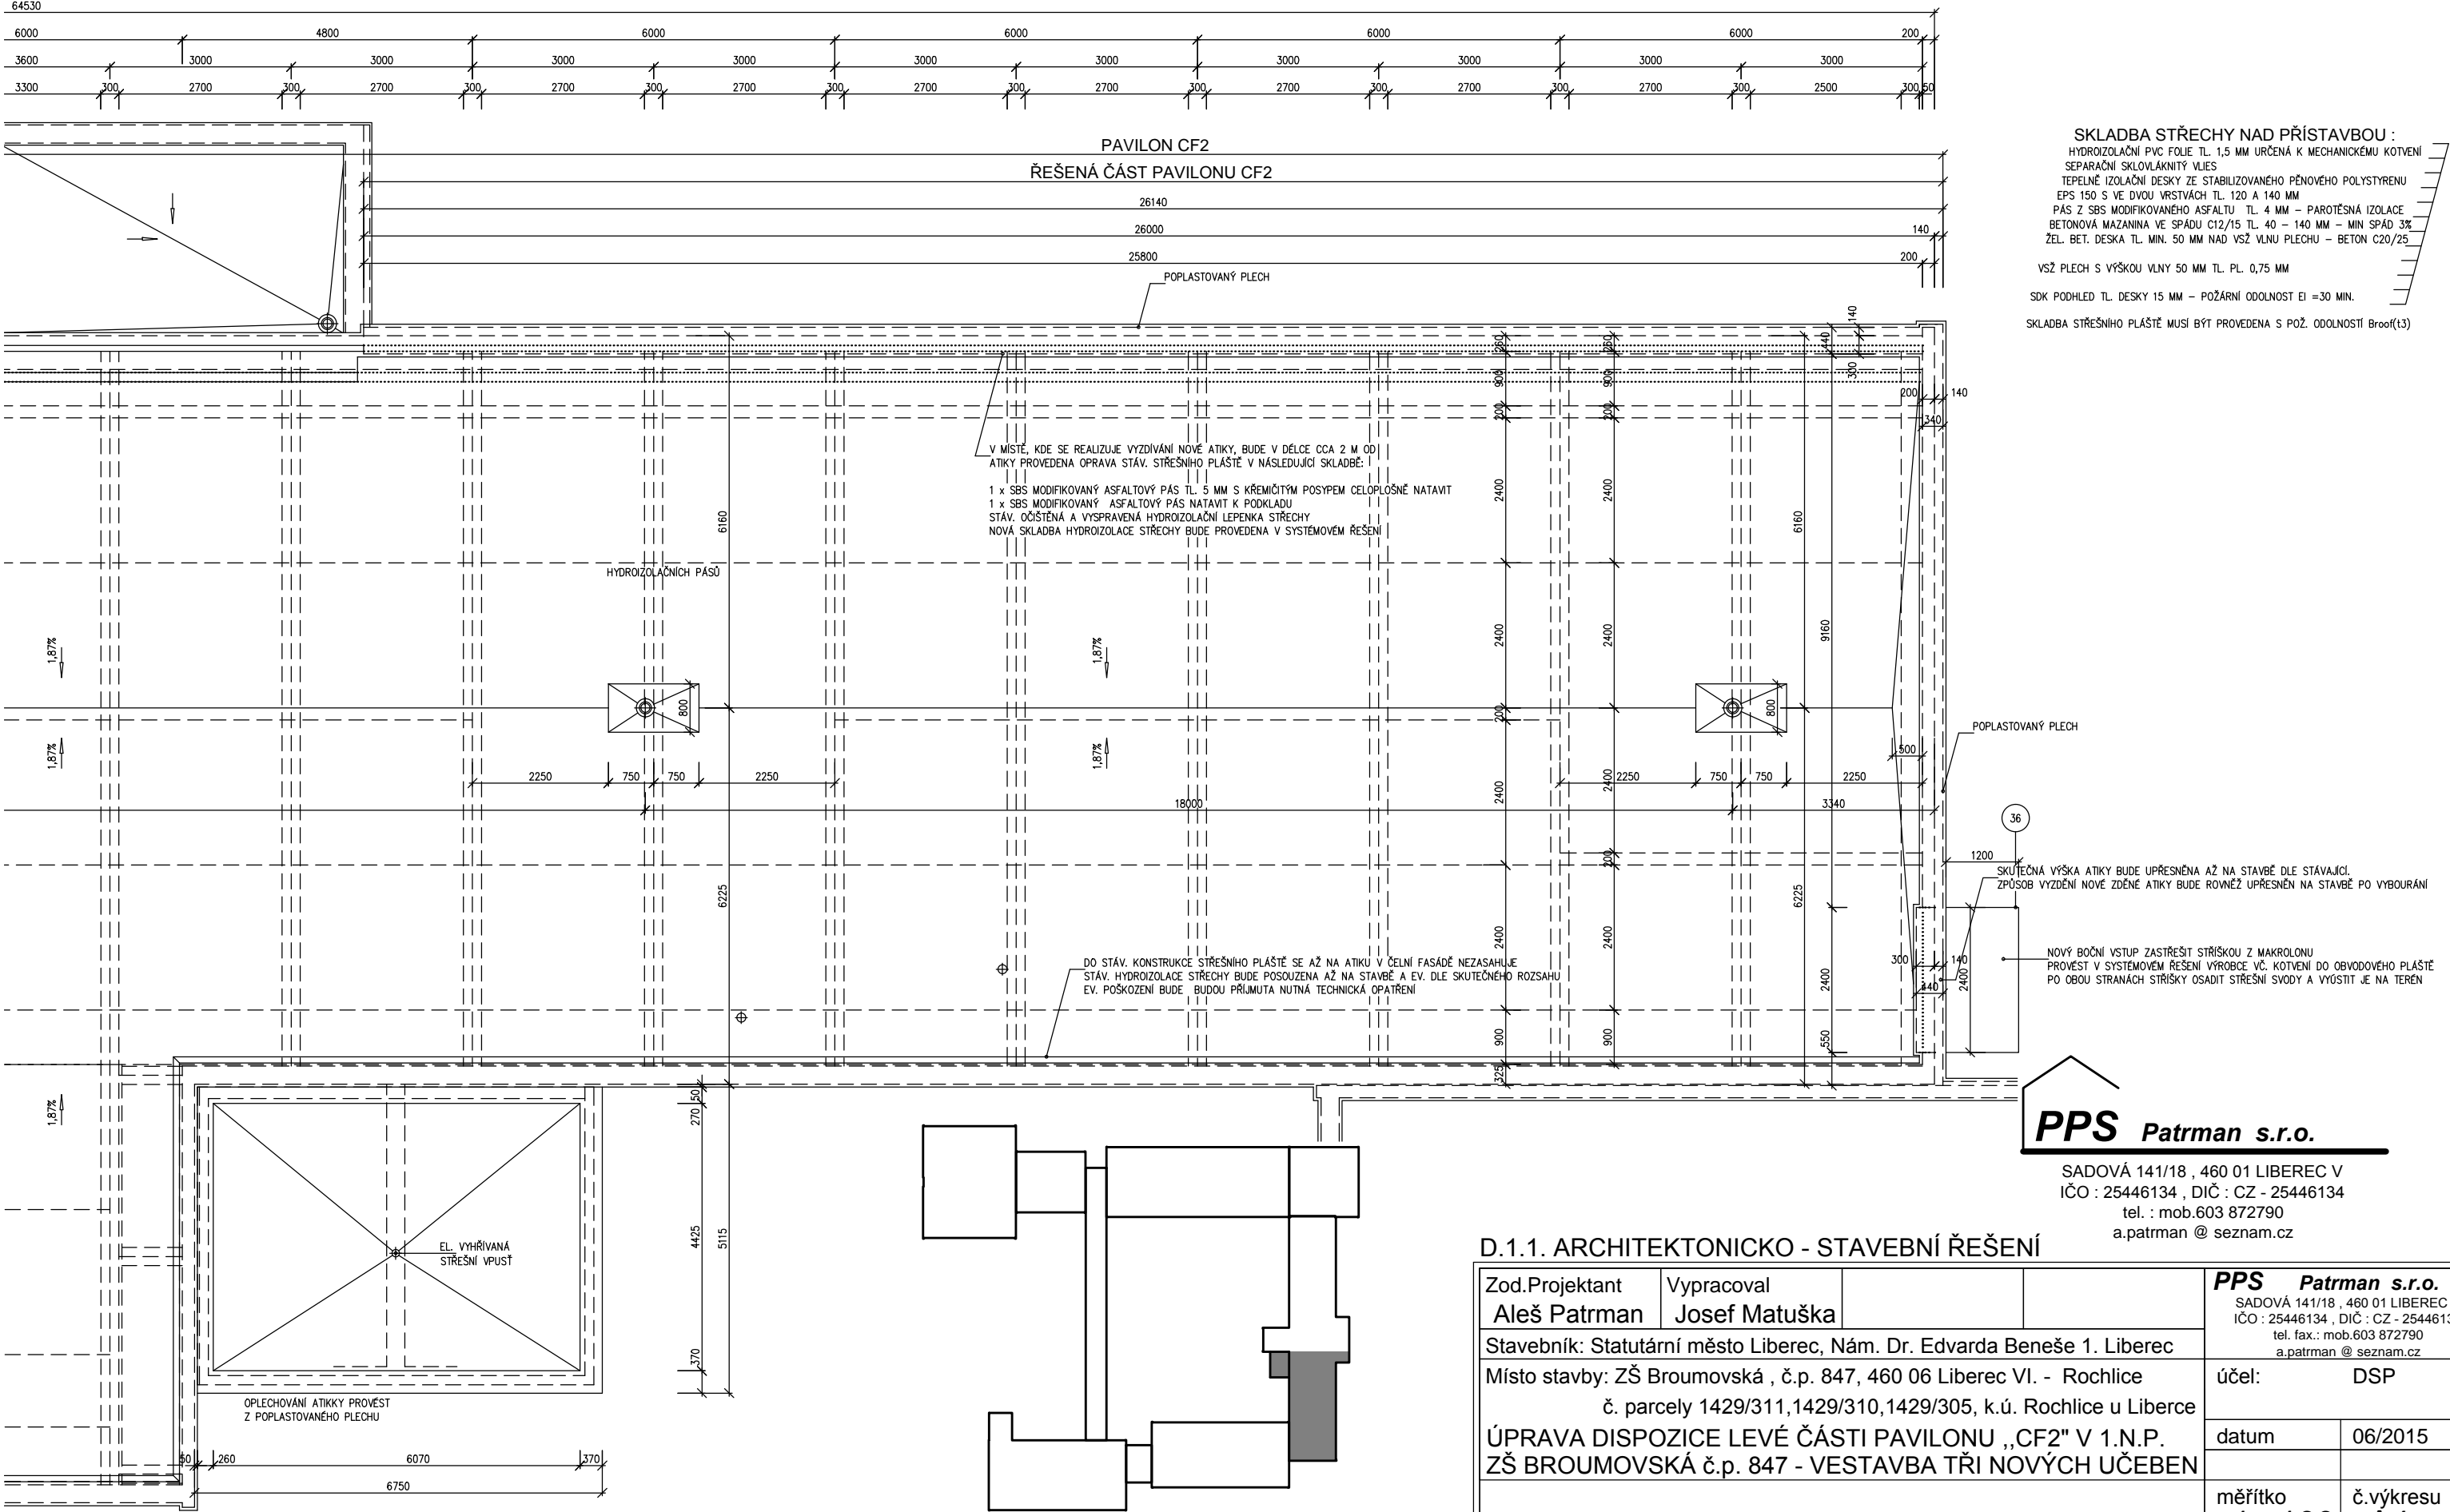 64530
6000 4800 6000 6000 6000 6000 200
3600 3000 3000 3000 3000 3000 3000 3000 3000 3000 3000
3300 300 2700 300 2700 300 2700 300 2700 300 2700 300 2700 300 2700 300 2700 300 2700 300 2500 300 50
PAVILON CF2
ŘEŠENÁ ČÁST PAVILONU CF2
26140
26000 140
25800 200
POPLASTOVANÝ PLECH
SKLADBA STŘECHY NAD PŘÍSTAVBOU :
HYDROIZOLAČNÍ PVC FOLIE TL. 1,5 MM URČENÁ K MECHANICKÉMU KOTVENÍ
SEPARAČNÍ SKLOVLÁKNITÝ VLIES
TEPELNĚ IZOLAČNÍ DESKY ZE STABILIZOVANÉHO PĚNOVÉHO POLYSTYRENU
EPS 150 S VE DVOU VRSTVÁCH TL. 120 A 140 MM
PÁS Z SBS MODIFIKOVANÉHO ASFALTU TL. 4 MM – PAROTĚSNÁ IZOLACE
BETONOVÁ MAZANINA VE SPÁDU C12/15 TL. 40 – 140 MM – MIN SPÁD 3%
ŽEL. BET. DESKA TL. MIN. 50 MM NAD VSŽ VLNU PLECHU – BETON C20/25
VSŽ PLECH S VÝŠKOU VLNY 50 MM TL. PL. 0,75 MM
SDK PODHLED TL. DESKY 15 MM – POŽÁRNÍ ODOLNOST EI =30 MIN.
SKLADBA STŘEŠNÍHO PLÁŠTĚ MUSÍ BÝT PROVEDENA S POŽ. ODOLNOSTÍ Broof(t3)
260 260 440 140
900 900 300
200 200 200 140
340
V MÍSTĚ, KDE SE REALIZUJE VYZDÍVÁNÍ NOVÉ ATIKY, BUDE V DÉLCE CCA 2 M OD
ATIKY PROVEDENA OPRAVA STÁV. STŘEŠNÍHO PLÁŠTĚ V NÁSLEDUJÍCÍ SKLADBĚ:
1 x SBS MODIFIKOVANÝ ASFALTOVÝ PÁS TL. 5 MM S KŘEMIČITÝM POSYPEM CELOPLOŠNĚ NATAVIT
1 x SBS MODIFIKOVANÝ ASFALTOVÝ PÁS NATAVIT K PODKLADU
STÁV. OČIŠTĚNÁ A VYSPRAVENÁ HYDROIZOLAČNÍ LEPENKA STŘECHY
NOVÁ SKLADBA HYDROIZOLACE STŘECHY BUDE PROVEDENA V SYSTÉMOVÉM ŘEŠENÍ
HYDROIZOLAČNÍCH PÁSŮ
6160 2400 2400 6160
1,87% 1,87% 2400 2400 9160
800 200 800
1,87% 1,87%
POPLASTOVANÝ PLECH
500
2250 750 750 2250 2400 2400 2250 750 750 2250
18000 3340
36
1200
200
6225 6225
SKUTEČNÁ VÝŠKA ATIKY BUDE UPŘESNĚNA AŽ NA STAVBĚ DLE STÁVAJÍCÍ.
ZPŮSOB VYZDĚNÍ NOVÉ ZDĚNÉ ATIKY BUDE ROVNĚŽ UPŘESNĚN NA STAVBĚ PO VYBOURÁNÍ
2400 2400 2400 300 140 2400
440
NOVÝ BOČNÍ VSTUP ZASTŘEŠIT STŘÍŠKOU Z MAKROLONU
PROVÉST V SYSTÉMOVÉM ŘEŠENÍ VÝROBCE VČ. KOTVENÍ DO OBVODOVÉHO PLÁŠTĚ
PO OBOU STRANÁCH STŘÍŠKY OSADIT STŘEŠNÍ SVODY A VYÚSTIT JE NA TERÉN
DO STÁV. KONSTRUKCE STŘEŠNÍHO PLÁŠTĚ SE AŽ NA ATIKU V ČELNÍ FASÁDĚ NEZASAHUJE
STÁV. HYDROIZOLACE STŘECHY BUDE POSOUZENA AŽ NA STAVBĚ A EV. DLE SKUTEČNÉHO ROZSAHU
EV. POŠKOZENÍ BUDE BUDOU PŘIJMUTA NUTNÁ TECHNICKÁ OPATŘENÍ
900 900 550
325
1,87%
50
270
4425 5115
370
EL. VYHŘÍVANÁ
STŘEŠNÍ VPUSŤ
OPLECHOVÁNÍ ATIKKY PROVÉST
Z POPLASTOVANÉHO PLECHU
50 260 6070 370
6750
PPS Patrman s.r.o.
SADOVÁ 141/18 , 460 01 LIBEREC V
IČO : 25446134 , DIČ : CZ - 25446134
tel. : mob.603 872790
a.patrman @ seznam.cz
D.1.1. ARCHITEKTONICKO - STAVEBNÍ ŘEŠENÍ
Zod.Projektant Vypracoval
Aleš Patrman Josef Matuška
PPS Patrman s.r.o.
SADOVÁ 141/18 , 460 01 LIBEREC
IČO : 25446134 , DIČ : CZ - 2544613
tel. fax.: mob.603 872790
a.patrman @ seznam.cz
Stavebník: Statutární město Liberec, Nám. Dr. Edvarda Beneše 1. Liberec
Místo stavby: ZŠ Broumovská , č.p. 847, 460 06 Liberec VI. - Rochlice
č. parcely 1429/311,1429/310,1429/305, k.ú. Rochlice u Liberce
účel: DSP
ÚPRAVA DISPOZICE LEVÉ ČÁSTI PAVILONU ,,CF2" V 1.N.P.
ZŠ BROUMOVSKÁ č.p. 847 - VESTAVBA TŘI NOVÝCH UČEBEN
datum 06/2015
měřítko č.výkresu